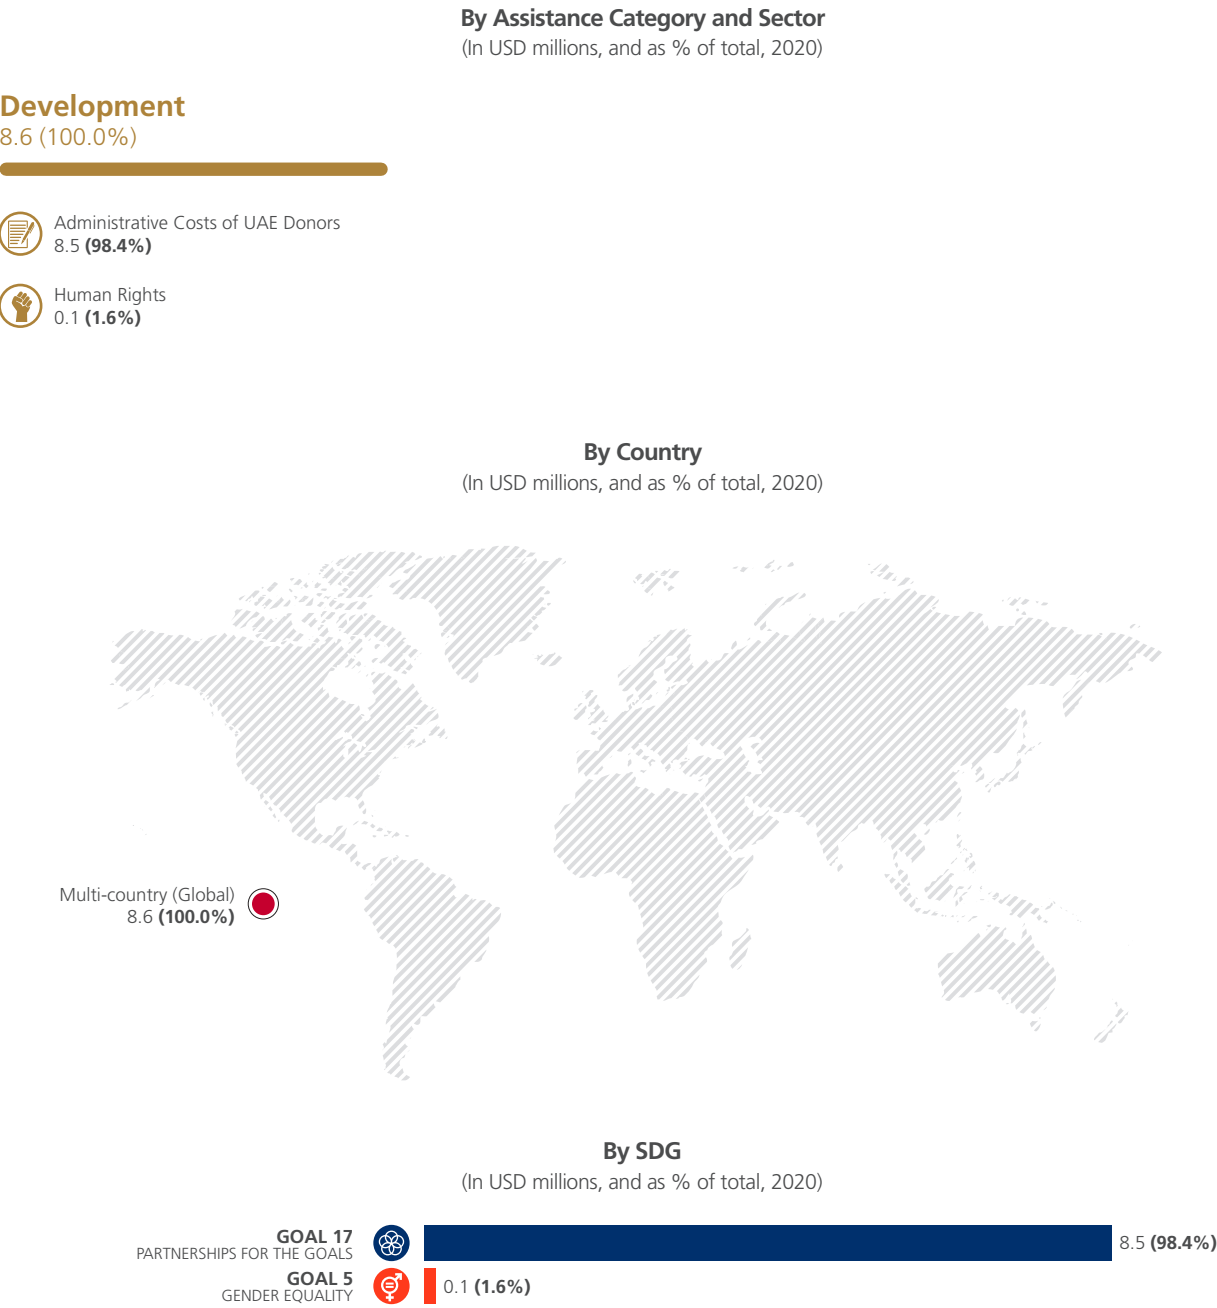 By Assistance Category and Sector
(In USD millions, and as % of total, 2020)
Development
8.6 (100.0%)
Administrative Costs of UAE Donors
8.5 (98.4%)
Human Rights
0.1 (1.6%)
By Country
(In USD millions, and as % of total, 2020)
Multi-country (Global)
8.6 (100.0%)
By SDG
(In USD millions, and as % of total, 2020)
GOAL 17
PARTNERSHIPS FOR THE GOALS
8.5 (98.4%)
GOAL 5
GENDER EQUALITY
0.1 (1.6%)